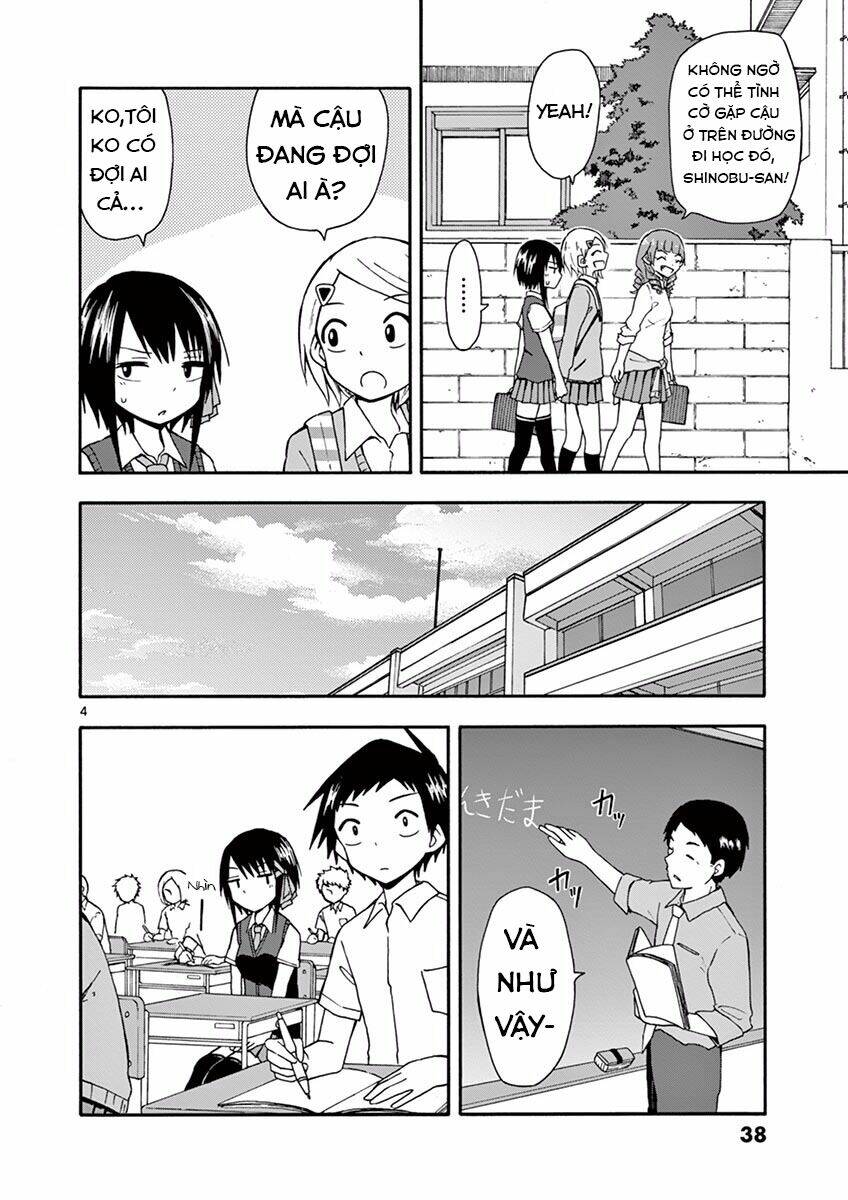 KHÔNG NGỜ
CÓ THỂ TÌNH
CỜ GẶP CẬU
Ở TRÊN ĐƯỜNG
ĐI HỌC ĐÓ,
SHINOBU-SAN!
YEAH!
......
MÀ CẬU
ĐANG ĐỢI
AI À?
KO,TÔI
KO CÓ
ĐỢI AI
CẢ...
んきだま
カッ
カッ
VÀ
NHƯ
VẬY-
Nhìn
4
38